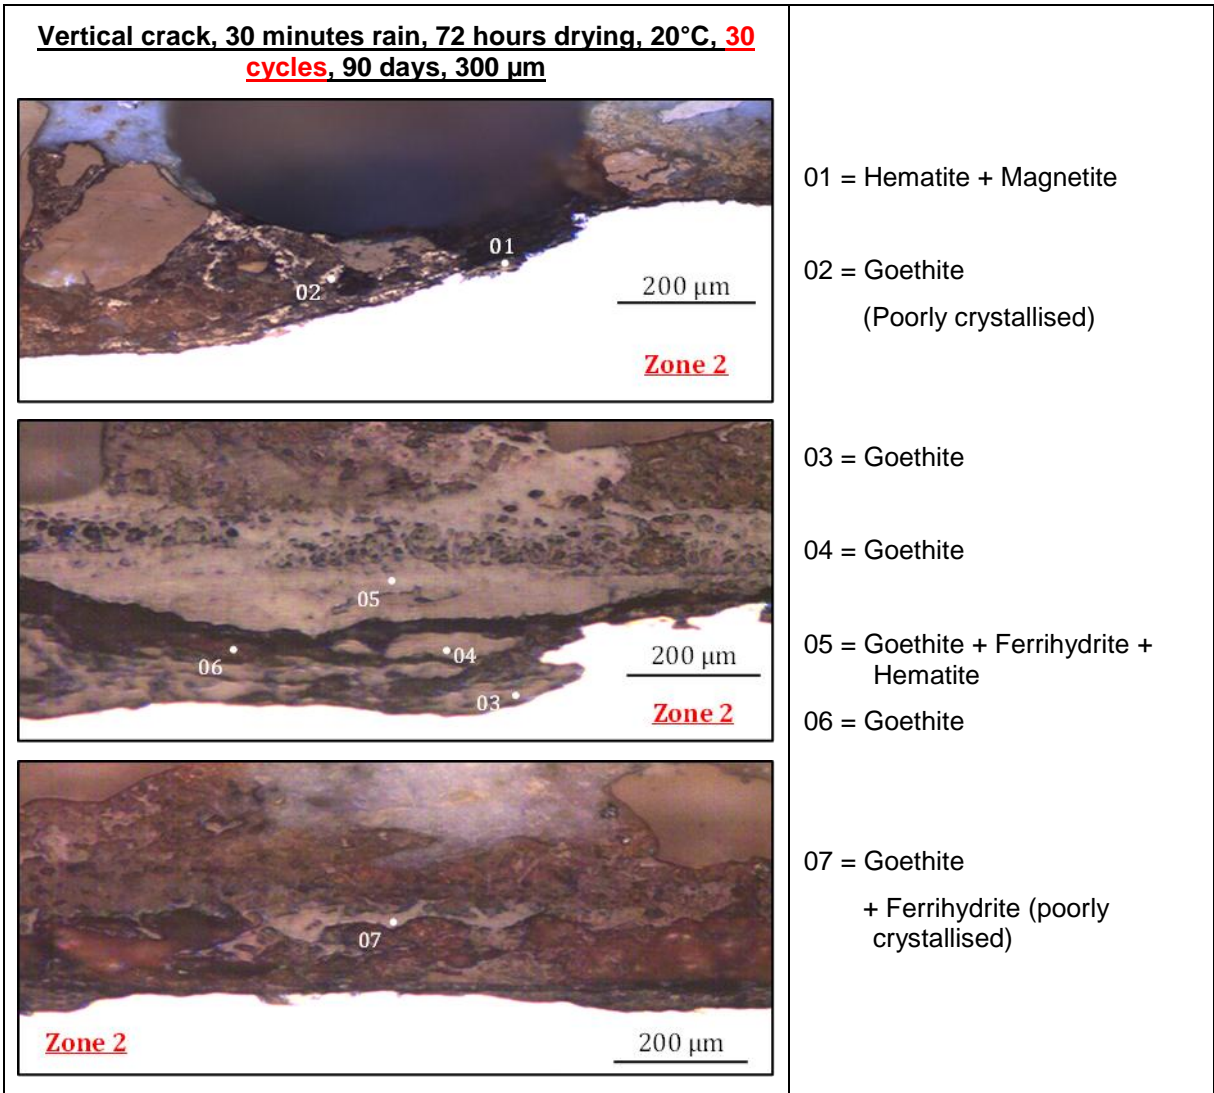 Vertical crack, 30 minutes rain, 72 hours drying, 20°C, 30
cycles, 90 days, 300 µm
01
02
200 µm
Zone 2
05
06
04
03
200 µm
Zone 2
07
Zone 2
200 µm
01 = Hematite + Magnetite
02 = Goethite
(Poorly crystallised)
03 = Goethite
04 = Goethite
05 = Goethite + Ferrihydrite +
Hematite
06 = Goethite
07 = Goethite
+ Ferrihydrite (poorly
crystallised)